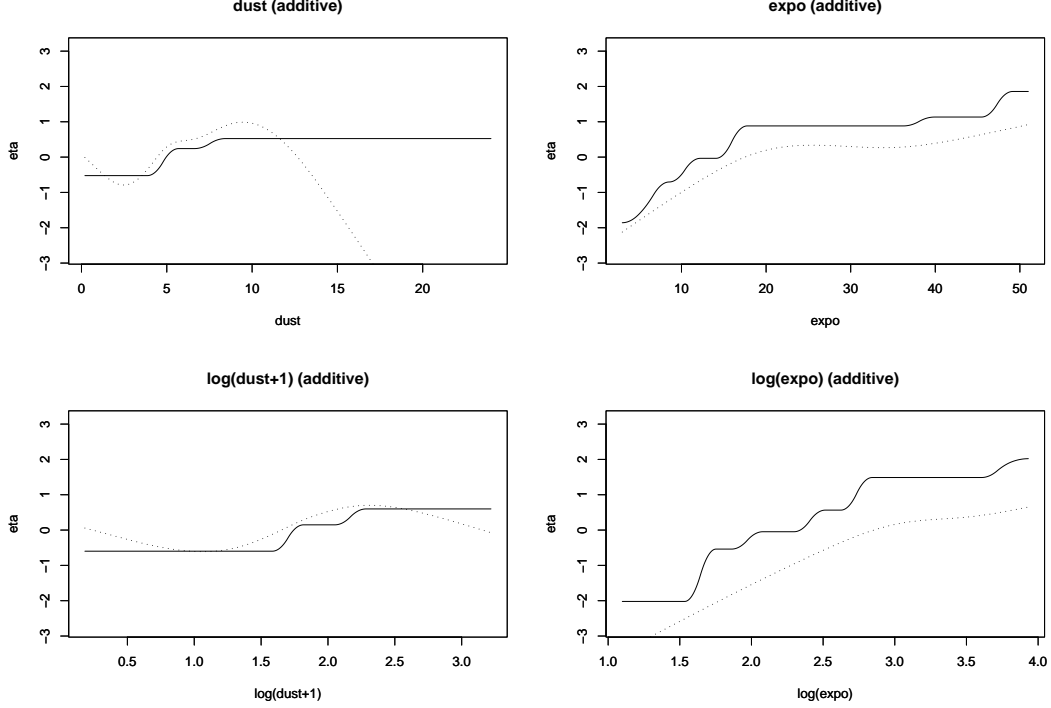 dust (additive)
3
2
1
0
−1
−2
−3
eta
0 5 10 15 20
dust
expo (additive)
3
2
1
0
−1
−2
−3
eta
10 20 30 40 50
expo
log(dust+1) (additive)
3
2
1
0
−1
−2
−3
eta
0.5 1.0 1.5 2.0 2.5 3.0
log(dust+1)
log(expo) (additive)
3
2
1
0
−1
−2
−3
eta
1.0 1.5 2.0 2.5 3.0 3.5 4.0
log(expo)